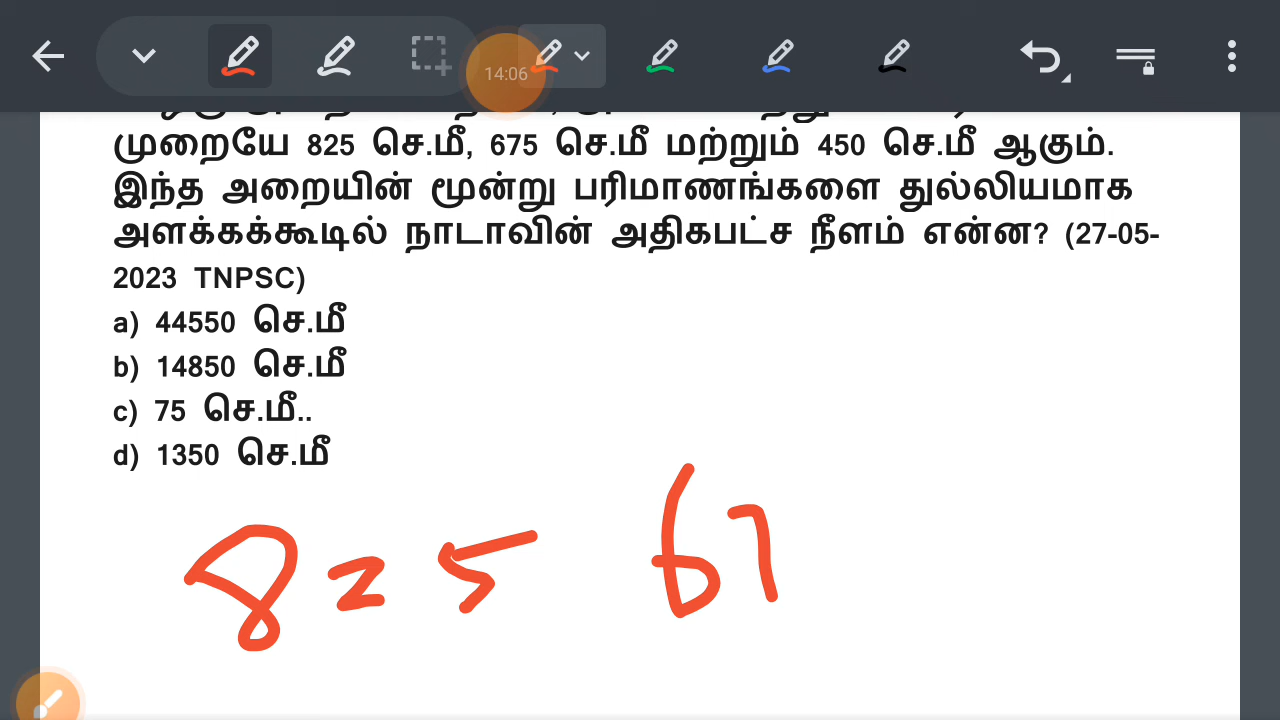 14:06
முறையே 825 செ.மீ, 675 செ.மீ மற்றும் 450 செ.மீ ஆகும்.
இந்த அறையின் மூன்று பரிமாணங்களை துல்லியமாக
அளக்கக்கூடில் நாடாவின் அதிகபட்ச நீளம் என்ன? (27-05-
2023 TNPSC)
a) 44550 செ.மீ
b) 14850 செ.மீ
c) 75 செ.மீ..
d) 1350 செ.மீ
825 67